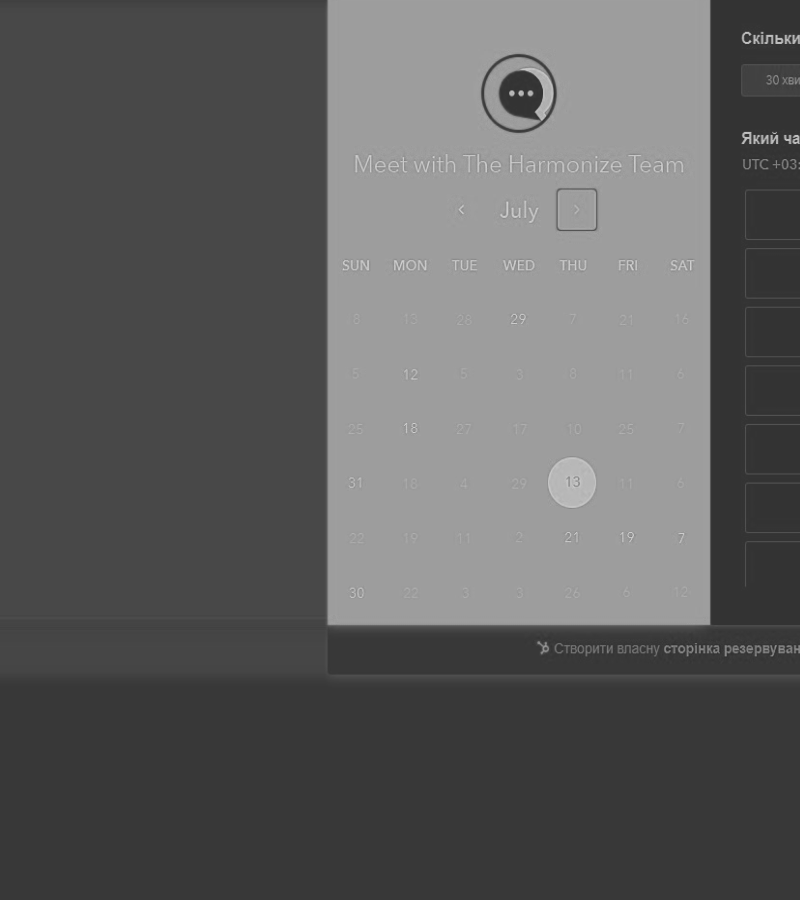 Meet with The Harmonize Team
July
SUN MON TUE WED THU FRI SAT
8 13 28 29 7 21 16
5 12 5 3 8 11 6
25 18 27 17 10 25 7
31 18 4 29 13 11 6
22 19 11 2 21 19 7
30 22 3 3 26 6 12
Скільки
30 хви
Який ча
UTC +03:
Створити власну сторінка резервуван